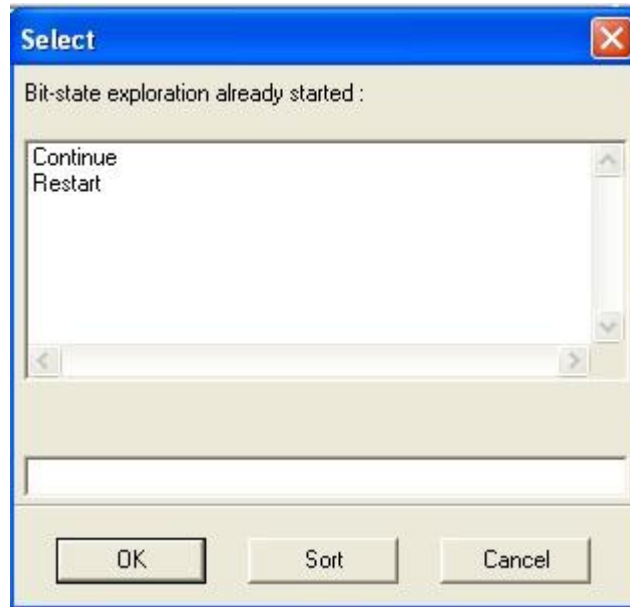 Select
Bit-state exploration already started :
Continue
Restart
OK
Sort
Cancel